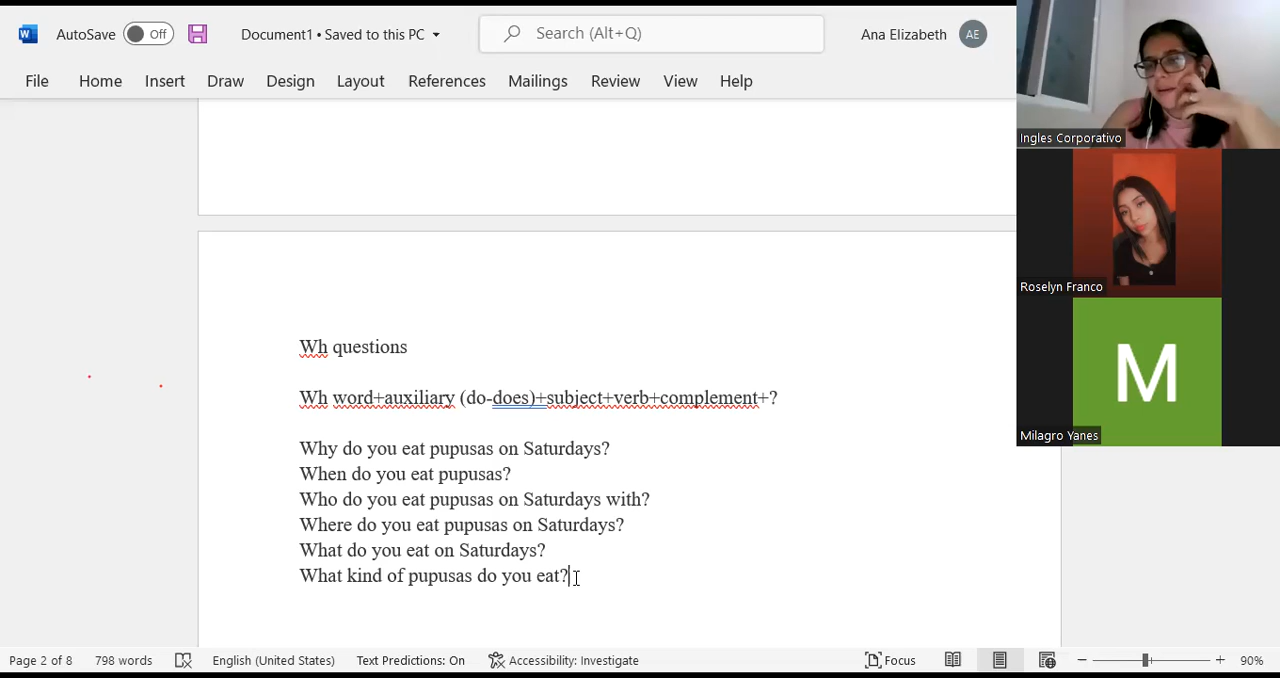 AutoSave Off Document1 • Saved to this PC Search (Alt+Q) Ana Elizabeth AE
File Home Insert Draw Design Layout References Mailings Review View Help
Ingles Corporativo
Roselyn Franco
M
Milagro Yanes
Wh questions
Wh word+auxiliary (do-does)+subject+verb+complement+?
Why do you eat pupusas on Saturdays?
When do you eat pupusas?
Who do you eat pupusas on Saturdays with?
Where do you eat pupusas on Saturdays?
What do you eat on Saturdays?
What kind of pupusas do you eat?
Page 2 of 8 798 words English (United States) Text Predictions: On Accessibility: Investigate Focus 90%